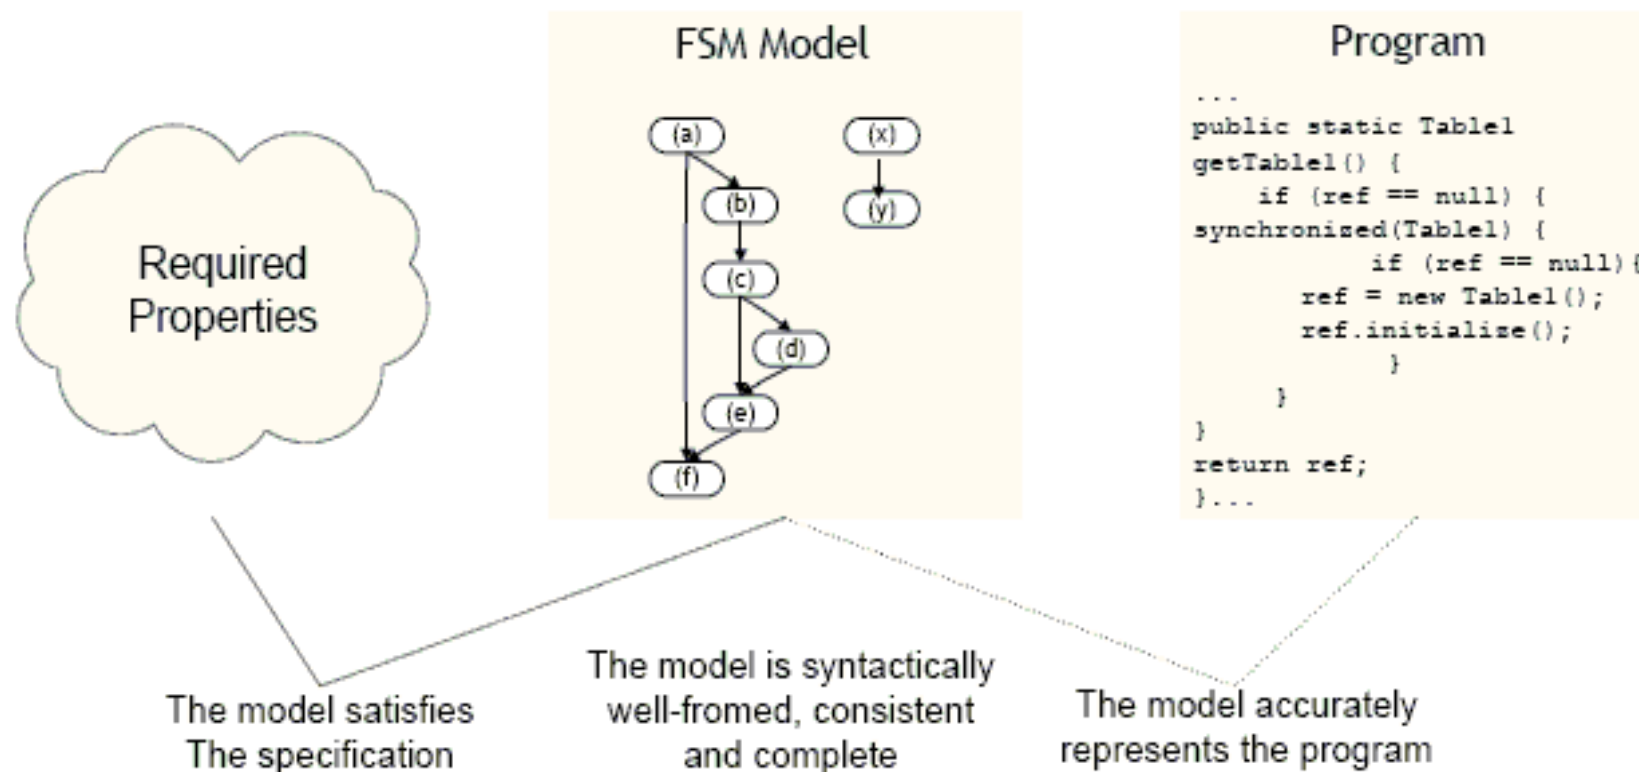 FSM Model
Program
Required
Properties
(a)
(x)
(b)
(y)
(c)
(d)
(e)
(f)
...
public static Table1
getTable1() {
if (ref == null) {
synchronized(Table1) {
if (ref == null){
ref = new Table1();
ref.initialize();
}
}
}
return ref;
}...
The model satisfies
The specification
The model is syntactically
well-fromed, consistent
and complete
The model accurately
represents the program